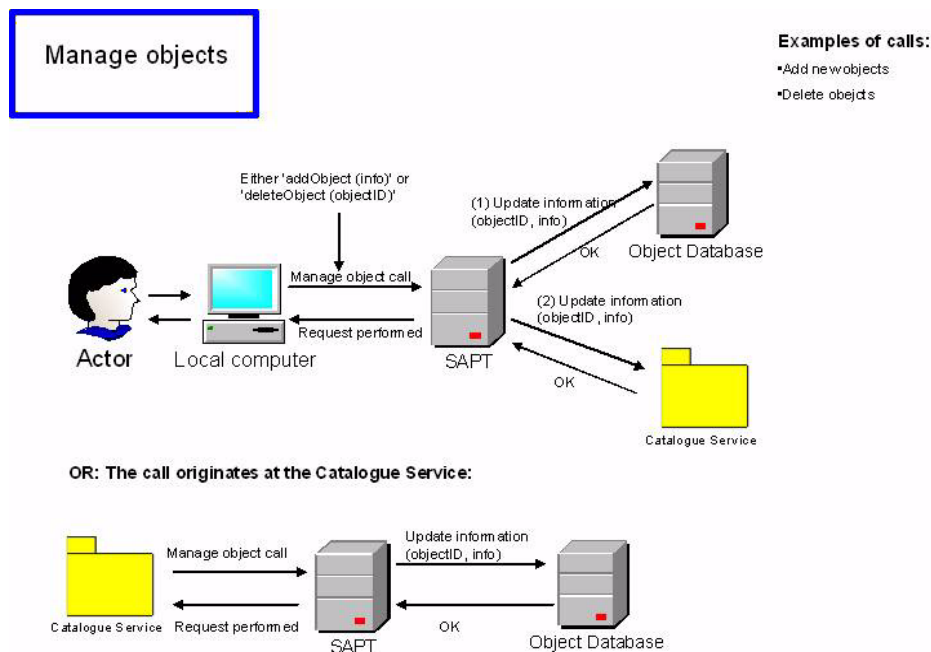 Manage objects
Examples of calls:
▪Add new objects
▪Delete obejcts
Either 'addObject (info)' or
'deleteObject (objectID)'
(1) Update information
(objectID, info)
OK
Object Database
Manage object call
Request performed
(2) Update information
(objectID, info)
OK
Actor
Local computer
SAPT
Catalogue Service
OR: The call originates at the Catalogue Service:
Manage object call
Update information
(objectID, info)
Request performed
OK
Catalogue Service
SAPT
Object Database